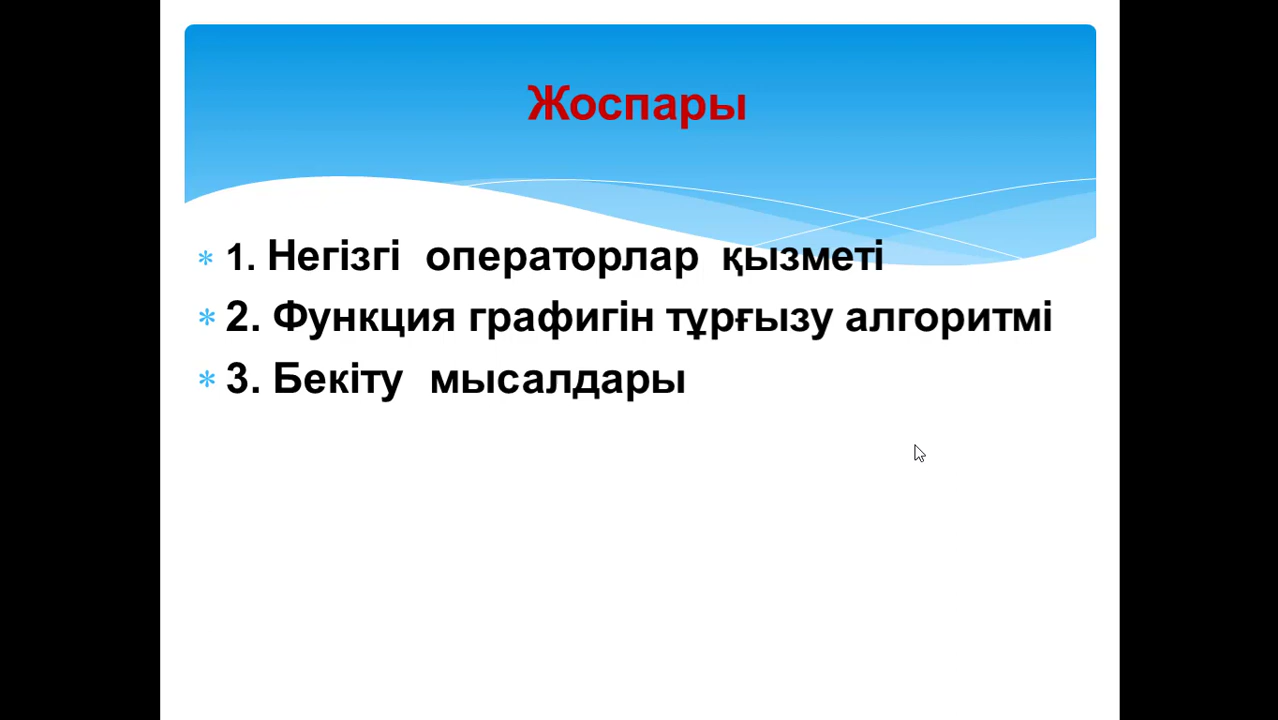 Жоспары
* 1. Негізгі операторлар қызметі
* 2. Функция графигін тұрғызу алгоритмі
* 3. Бекіту мысалдары